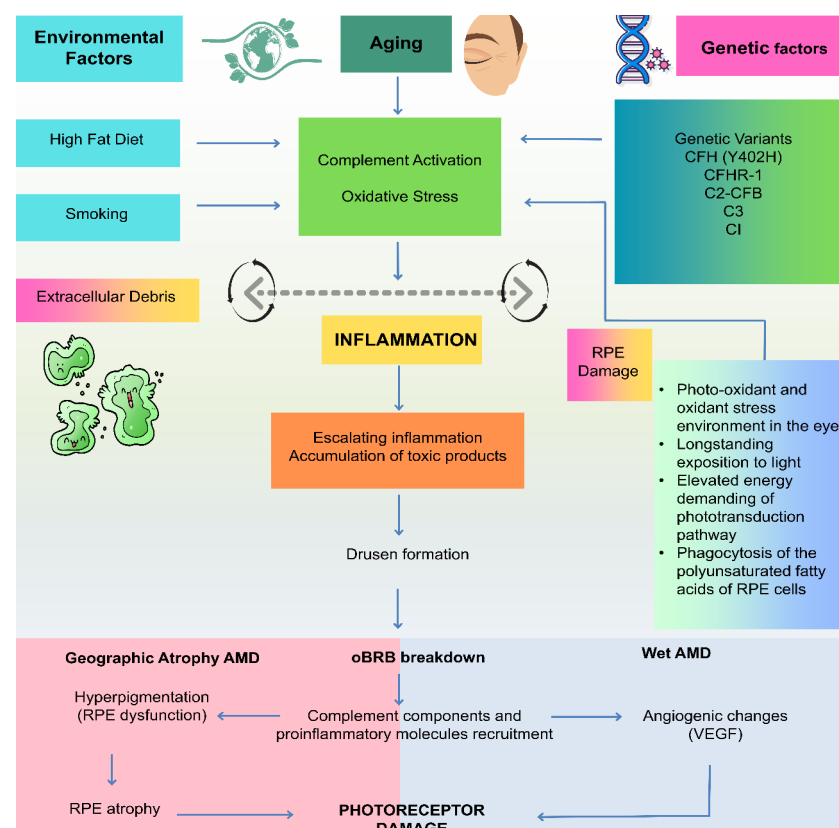 Environmental
Factors
Aging
Genetic factors
High Fat Diet
Smoking
Complement Activation
Oxidative Stress
Genetic Variants
CFH (Y402H)
CFHR-1
C2-CFB
C3
CI
Extracellular Debris
INFLAMMATION
RPE
Damage
Escalating inflammation
Accumulation of toxic products
• Photo-oxidant and
oxidant stress
environment in the eye
• Longstanding
exposition to light
• Elevated energy
demanding of
phototransduction
pathway
• Phagocytosis of the
polyunsaturated fatty
acids of RPE cells
Drusen formation
Geographic Atrophy AMD
oBRB breakdown
Wet AMD
Hyperpigmentation
(RPE dysfunction)
Complement components and
proinflammatory molecules recruitment
Angiogenic changes
(VEGF)
RPE atrophy
PHOTORECEPTOR
DAMAGE